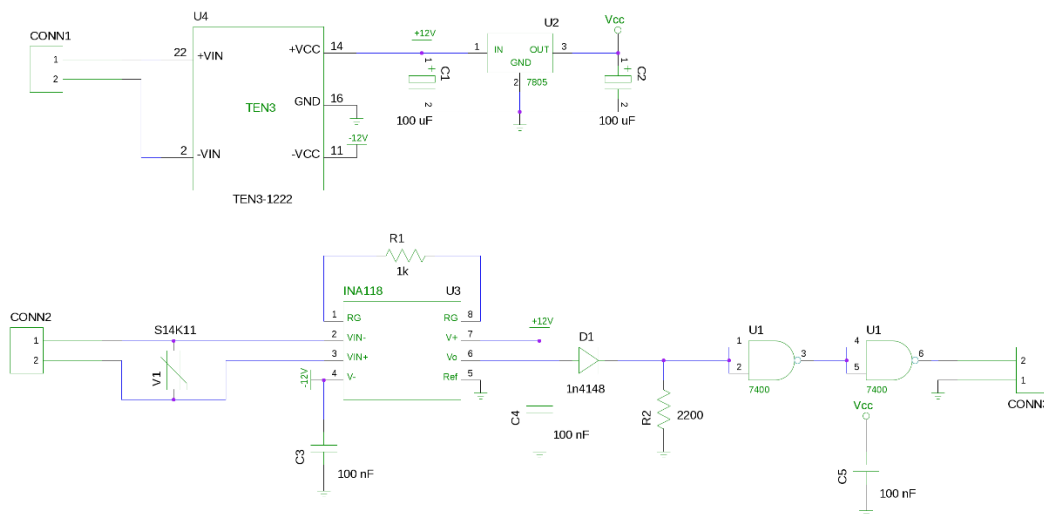 U4
CONN1
22 +VIN
+VCC 14
+12V
1 IN
U2
OUT 3
GND
2 7805
Vcc
1
2
TEN3
GND 16
1
+
C1
2
100 uF
1
+
C2
2
100 uF
-12V
2 -VIN
-VCC 11
TEN3-1222
R1
1k
INA118 U3
CONN2
1
2
S14K11
V1
1 RG
RG 8
2 VIN-
V+ 7
3 VIN+
Vo 6
4 V-
Ref 5
-12V
+12V
D1
1n4148
C3
100 nF
C4
100 nF
R2
2200
U1
1
2
3
7400
U1
4
5
6
7400
2
1
CONN3
Vcc
C5
100 nF